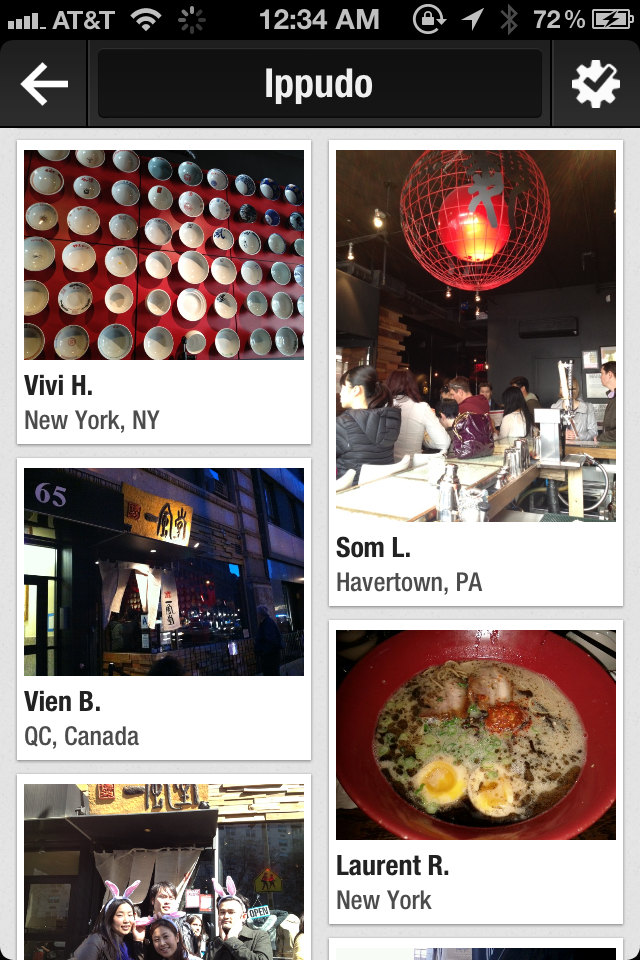 AT&T 12:34 AM 72%
Ippudo
Vivi H.
New York, NY
Som L.
Havertown, PA
65
一風堂
Vien B.
QC, Canada
Laurent R.
New York
OPEN